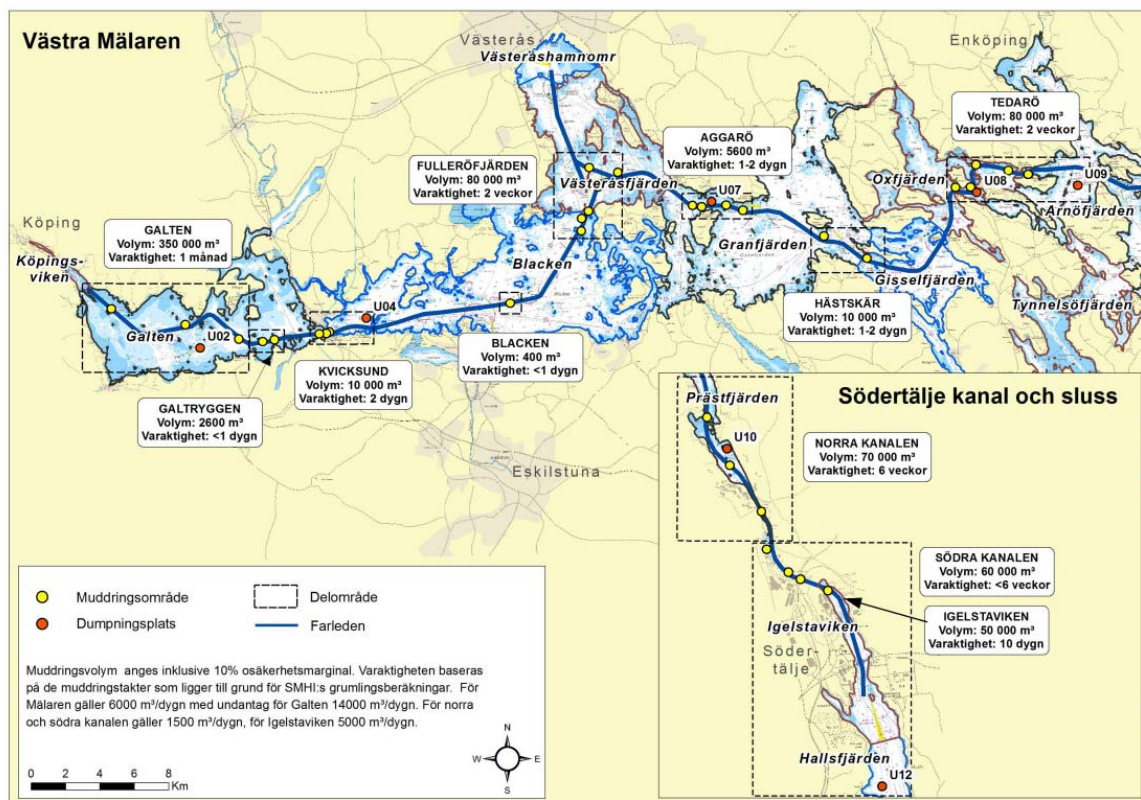 Västra Mälaren
Västerås
Västeråshamnomr
Enköping
TEDARÖ
Volym: 80 000 m³
Varaktighet: 2 veckor
AGGARÖ
Volym: 5600 m³
Varaktighet: 1-2 dygn
FULLERÖFJÄRDEN
Volym: 80 000 m³
Varaktighet: 2 veckor
Västeråsfjärden
U07
Oxfjärden
U08
U09
Arnöfjärden
Köping
Köpings-
viken
GALTEN
Volym: 350 000 m³
Varaktighet: 1 månad
Granfjärden
Blacken
Gisselfjärden
Tynnelsöfjärden
U04
Galten
U02
HÄSTSKÄR
Volym: 10 000 m³
Varaktighet: 1-2 dygn
BLACKEN
Volym: 400 m³
Varaktighet: <1 dygn
KVICKSUND
Volym: 10 000 m³
Varaktighet: 2 dygn
GALTRYGGEN
Volym: 2600 m³
Varaktighet: <1 dygn
Eskilstuna
Södertälje kanal och sluss
Prästfjärden
U10
NORRA KANALEN
Volym: 70 000 m³
Varaktighet: 6 veckor
SÖDRA KANALEN
Volym: 60 000 m³
Varaktighet: <6 veckor
IGELSTAVIKEN
Volym: 50 000 m³
Varaktighet: 10 dygn
Igelstaviken
Söder-
tälje
Hallsfjärden
U12
Muddringsområde
Delområde
Dumpningsplats
Farleden
Muddringsvolym anges inklusive 10% osäkerhetsmarginal. Varaktigheten baseras
på de muddringstakter som ligger till grund för SMHI:s grumlingsberäkningar. För
Mälaren gäller 6000 m³/dygn med undantag för Galten 14000 m³/dygn. För norra
och södra kanalen gäller 1500 m³/dygn, för Igelstaviken 5000 m³/dygn.
N
W E
S
0 2 4 6 8
Km